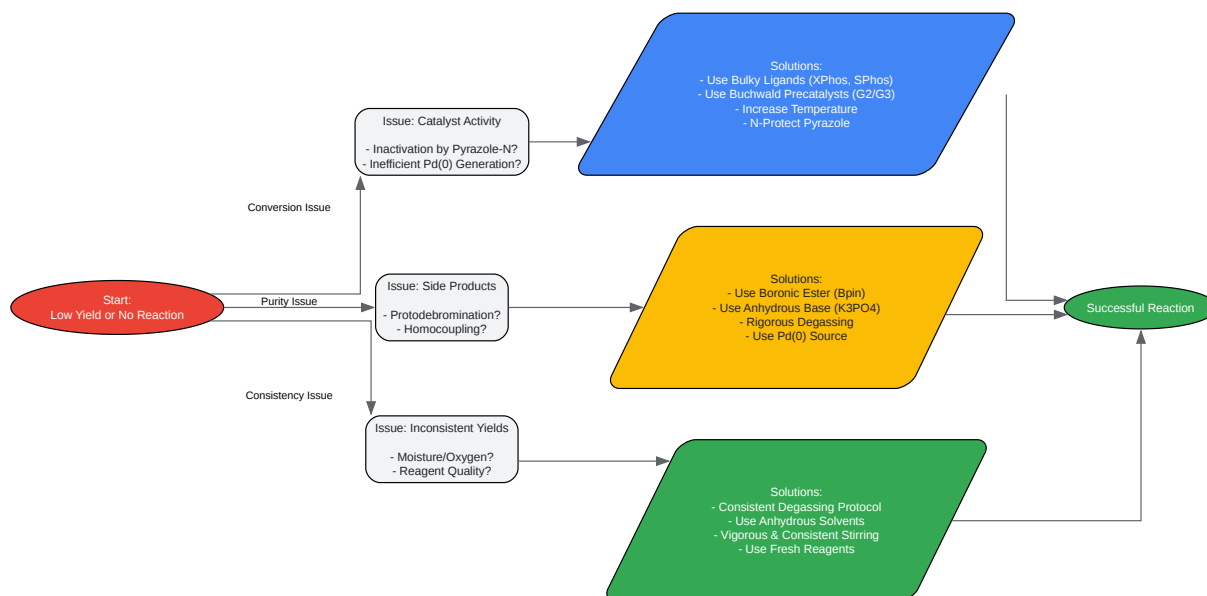 Start:
Low Yield or No Reaction
Conversion Issue
Purity Issue
Consistency Issue
Issue: Catalyst Activity
- Inactivation by Pyrazole-N?
- Inefficient Pd(0) Generation?
Solutions:
- Use Bulky Ligands (XPhos, SPhos)
- Use Buchwald Precatalysts (G2/G3)
- Increase Temperature
- N-Protect Pyrazole
Issue: Side Products
- Protodebromination?
- Homocoupling?
Solutions:
- Use Boronic Ester (Bpin)
- Use Anhydrous Base (K3PO4)
- Rigorous Degassing
- Use Pd(0) Source
Issue: Inconsistent Yields
- Moisture/Oxygen?
- Reagent Quality?
Solutions:
- Consistent Degassing Protocol
- Use Anhydrous Solvents
- Vigorous & Consistent Stirring
- Use Fresh Reagents
Successful Reaction